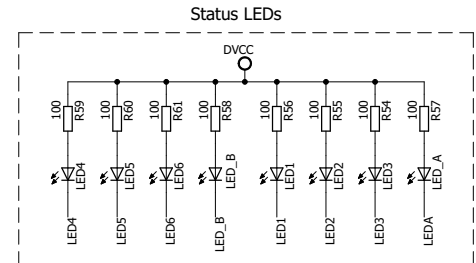 Status LEDs
DVCC
100 R59
100 R60
100 R61
100 R58
100 R56
100 R55
100 R54
100 R57
LED4
LED5
LED6
LED_B
LED1
LED2
LED3
LED_A
LED4
LED5
LED6
LED_B
LED1
LED2
LED3
LEDA